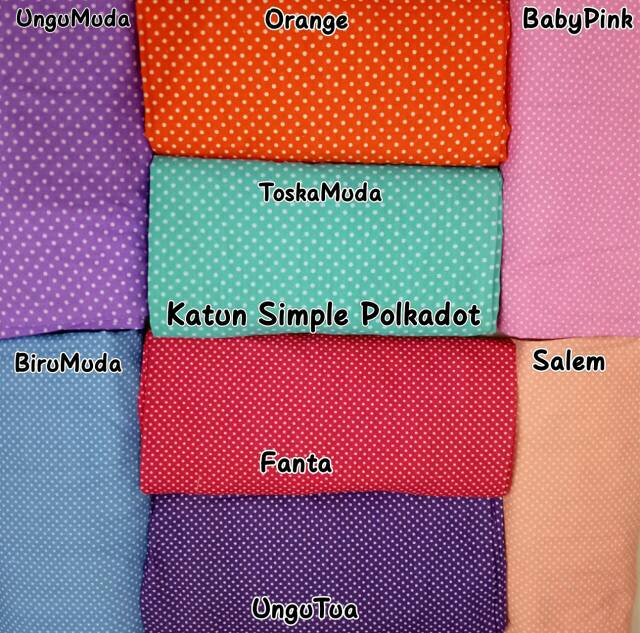 UnguMuda
Orange
BabyPink
ToskaMuda
Katun Simple Polkadot
BiruMuda
Salem
Fanta
UnguTua